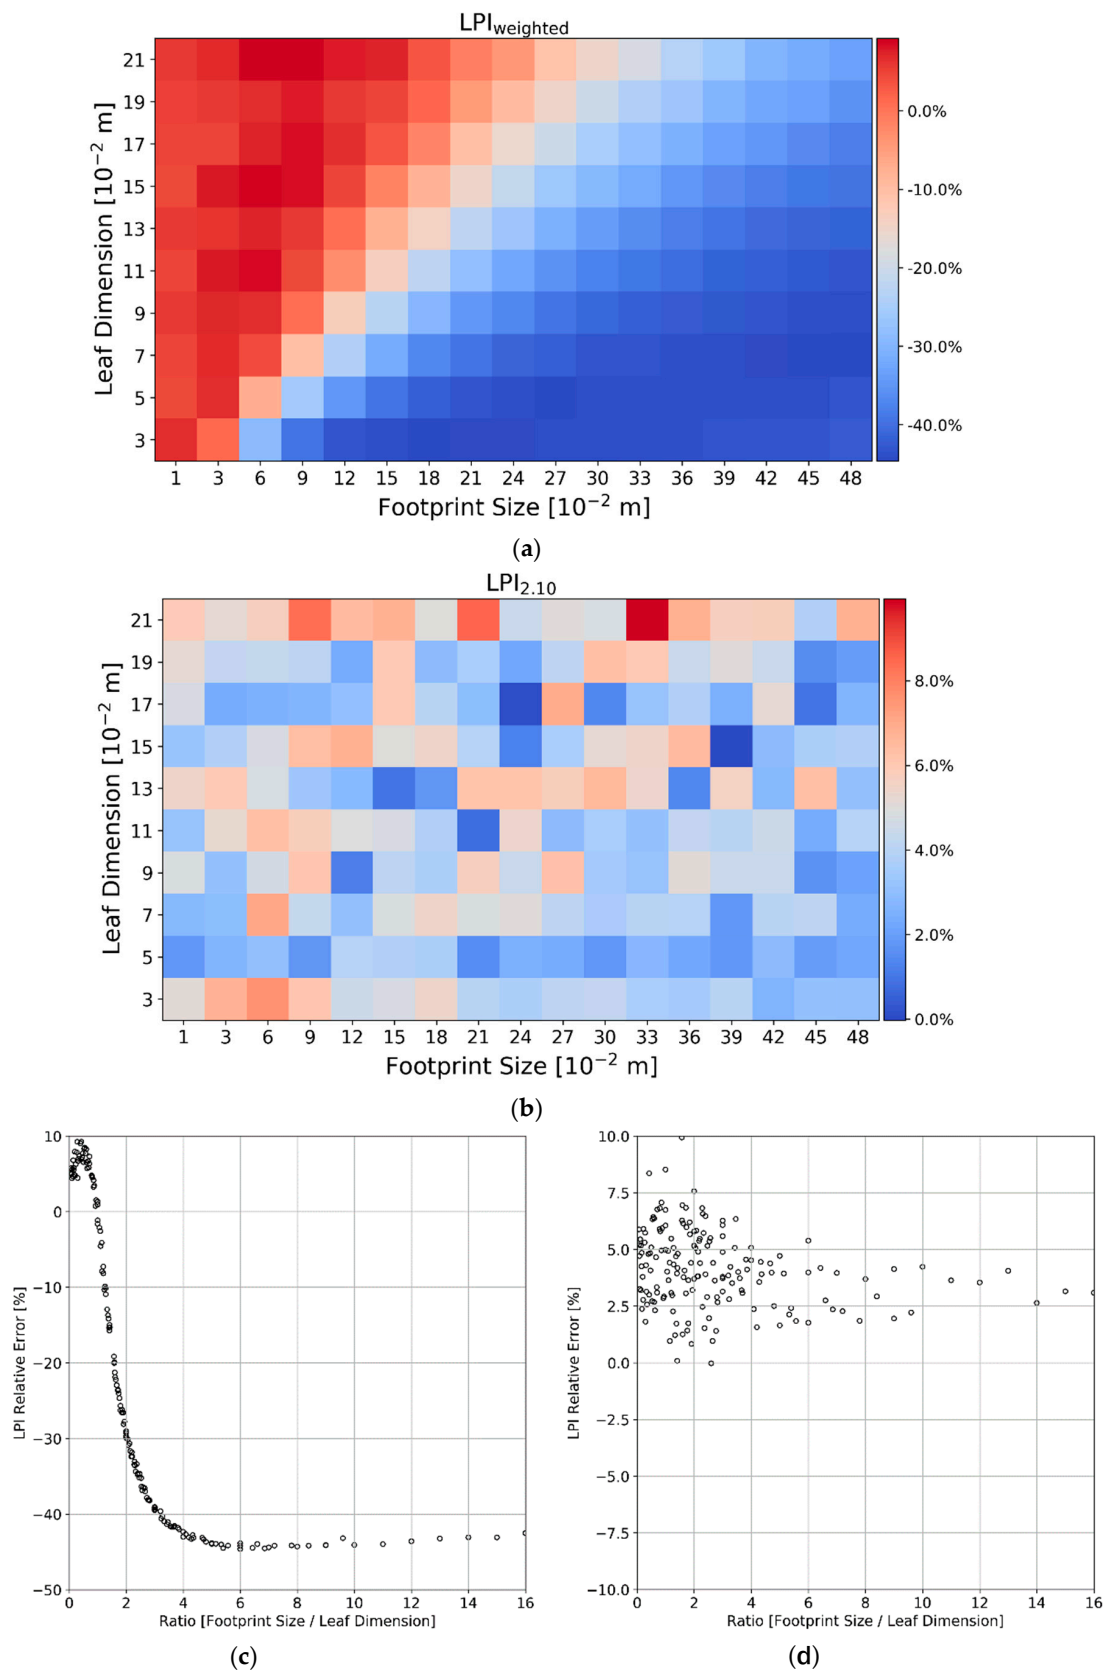 LPI_weighted
21
19
17
15
13
11
9
7
5
3
Leaf Dimension [10⁻² m]
0.0%
-10.0%
-20.0%
-30.0%
-40.0%
1 3 6 9 12 15 18 21 24 27 30 33 36 39 42 45 48
Footprint Size [10⁻² m]
(a)
LPI_2.10
21
19
17
15
13
11
9
7
5
3
Leaf Dimension [10⁻² m]
8.0%
6.0%
4.0%
2.0%
0.0%
1 3 6 9 12 15 18 21 24 27 30 33 36 39 42 45 48
Footprint Size [10⁻² m]
(b)
10
0
−10
−20
−30
−40
−50
LPI Relative Error [%]
0 2 4 6 8 10 12 14 16
Ratio [Footprint Size / Leaf Dimension]
(c)
10.0
7.5
5.0
2.5
0.0
−2.5
−5.0
−7.5
−10.0
LPI Relative Error [%]
0 2 4 6 8 10 12 14 16
Ratio [Footprint Size / Leaf Dimension]
(d)